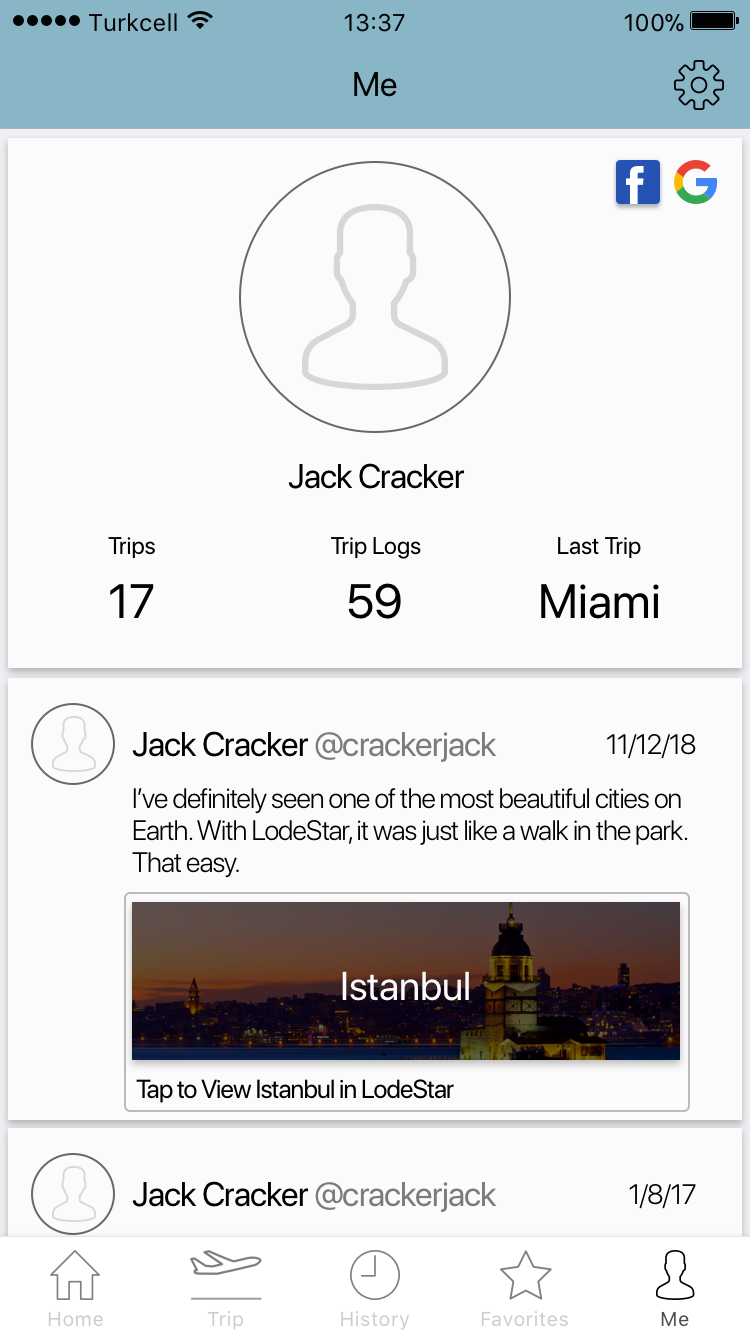 Turkcell 13:37 100%
Me
Jack Cracker
Trips Trip Logs Last Trip
17 59 Miami
Jack Cracker @crackerjack 11/12/18
I’ve definitely seen one of the most beautiful cities on
Earth. With LodeStar, it was just like a walk in the park.
That easy.
Istanbul
Tap to View Istanbul in LodeStar
Jack Cracker @crackerjack 1/8/17
Home Trip History Favorites Me